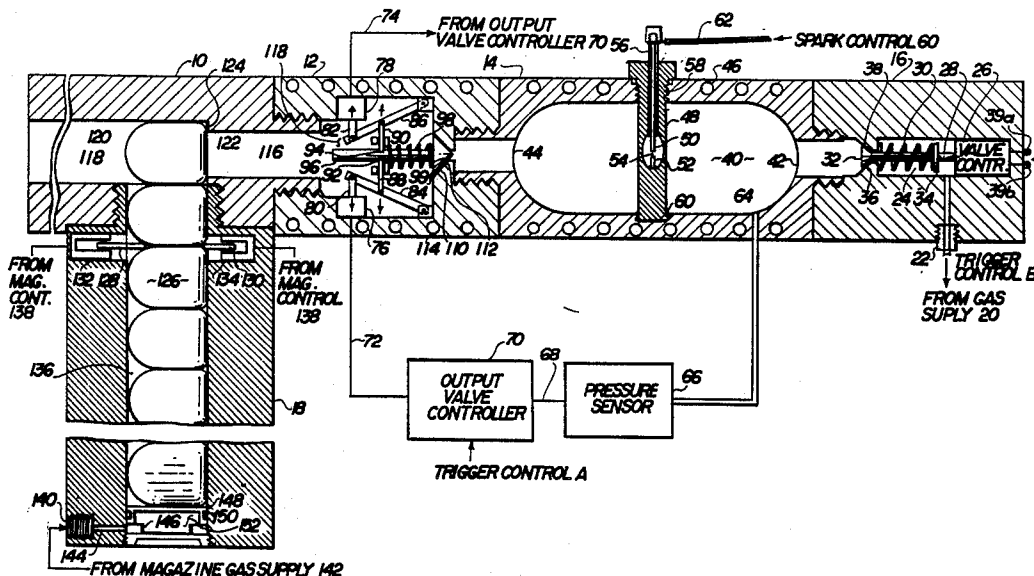 74
FROM OUTPUT
VALVE CONTROLLER 70
62
56
SPARK CONTROL 60
10
124
118
12
78
14
58
46
38
16
30
28
26
39a
82
86
48
120
118
122
116
94
90
98
50
44
54
52
-40-
42
32
VALVE
CONTR.
96
92
88
99
84
36
24
34
39b
80
76
114
110
112
60
64
22
FROM
MAG.
CONT.
138
132
128
-126-
134
130
FROM
MAG.
CONTROL
138
TRIGGER
CONTROL B
FROM GAS
SUPLY 20
72
70
68
66
136
18
OUTPUT
VALVE
CONTROLLER
PRESSURE
SENSOR
TRIGGER CONTROL A
140
148
146
150
152
144
FROM MAGAZINE GAS SUPPLY 142